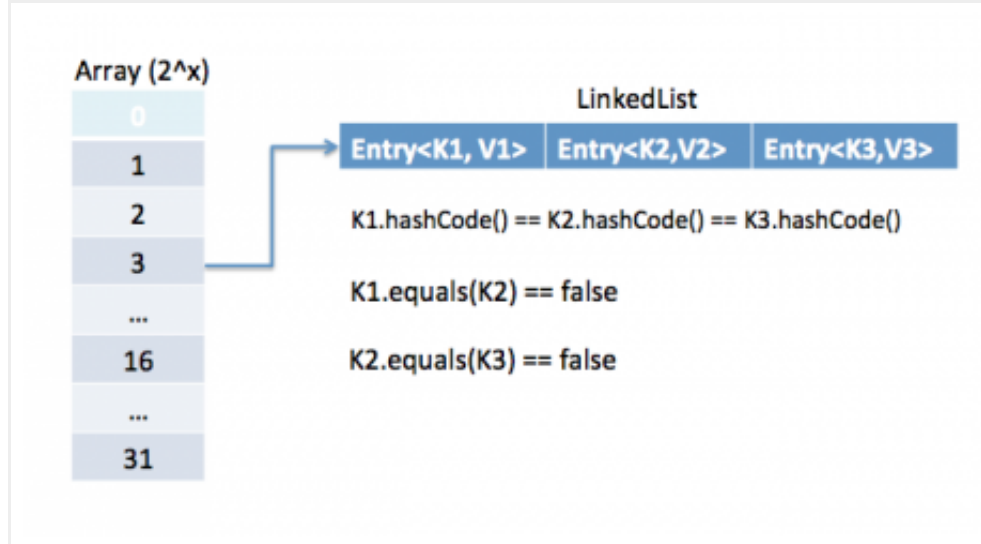 Array (2^x)
0
1
2
3
...
16
...
31
LinkedList
Entry<K1, V1> Entry<K2,V2> Entry<K3,V3>
K1.hashCode() == K2.hashCode() == K3.hashCode()
K1.equals(K2) == false
K2.equals(K3) == false